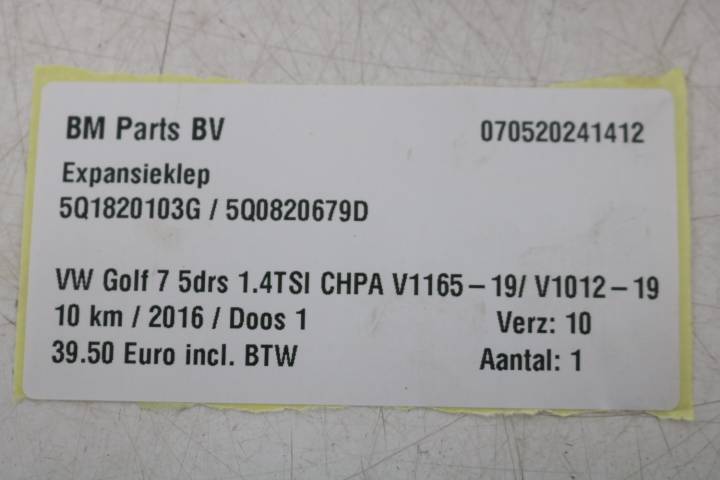 BM Parts BV 070520241412
Expansieklep
5Q1820103G / 5Q0820679D
VW Golf 7 5drs 1.4TSI CHPA V1165 – 19/ V1012 – 19
10 km / 2016 / Doos 1 Verz: 10
39.50 Euro incl. BTW Aantal: 1